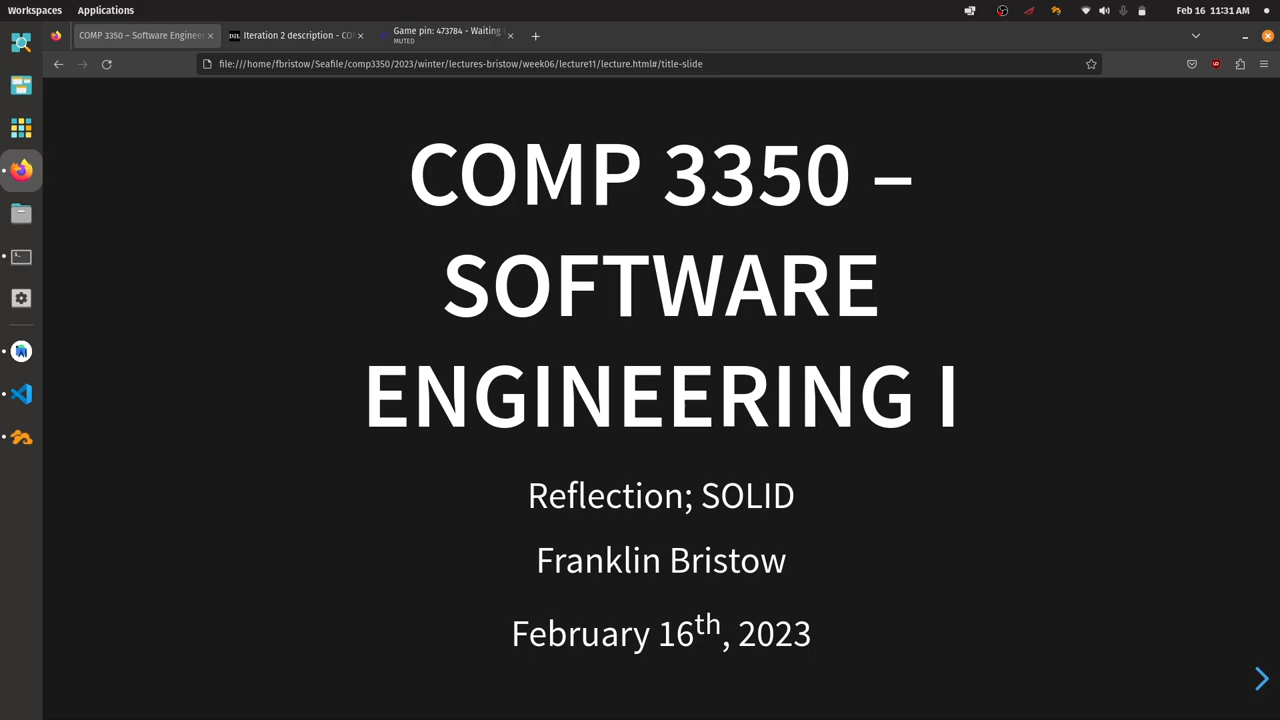 Workspaces Applications Feb 16 11:31 AM
COMP 3350 – Software Enginee
D2L Iteration 2 description - CO
Game pin: 473784 - Waiting
MUTED
file:///home/fbristow/Seafile/comp3350/2023/winter/lectures-bristow/week06/lecture11/lecture.html#/title-slide
COMP 3350 –
SOFTWARE
ENGINEERING I
Reflection; SOLID
Franklin Bristow
February 16th, 2023